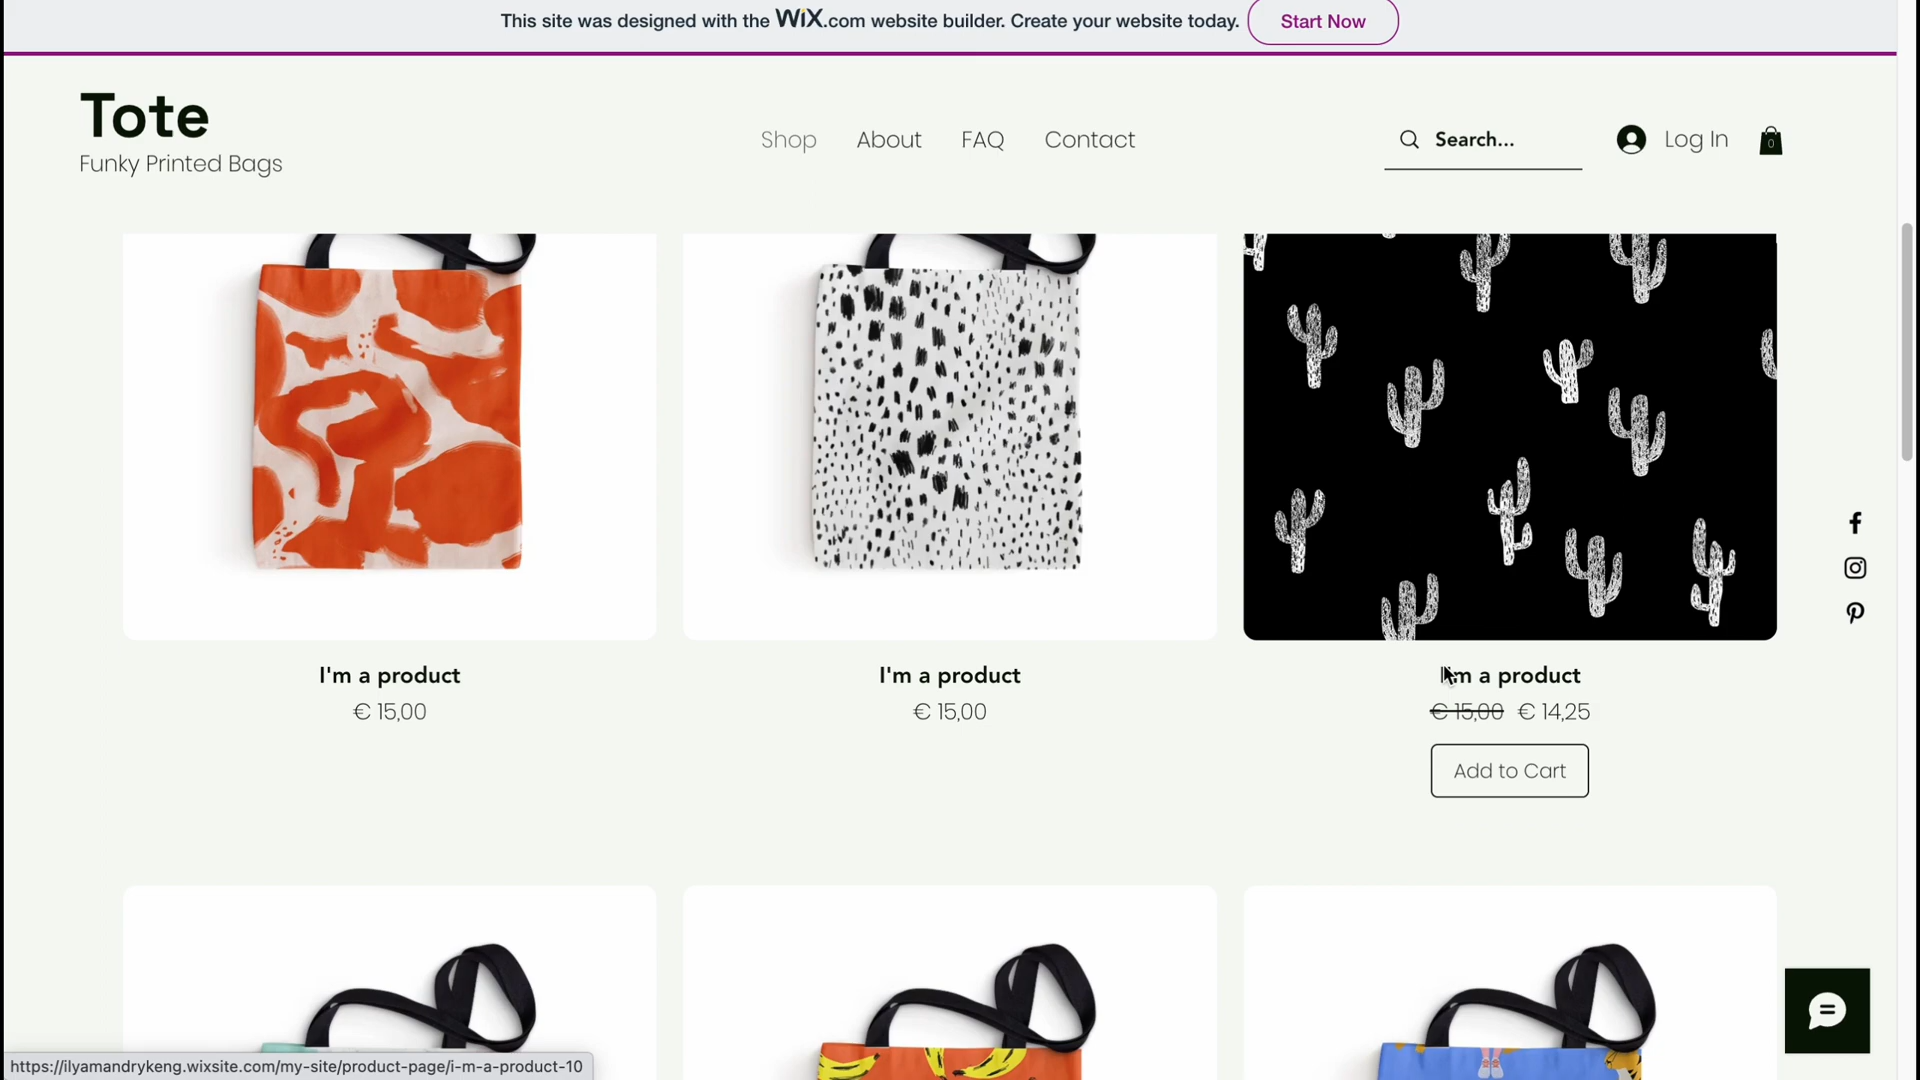 This site was designed with the WiX.com website builder. Create your website today. Start Now
Tote
Funky Printed Bags
Shop About FAQ Contact
Search...
Log In
0
I'm a product
€ 15,00
I'm a product
€ 15,00
I'm a product
€ 15,00 € 14,25
Add to Cart
https://ilyamandrykeng.wixsite.com/my-site/product-page/i-m-a-product-10